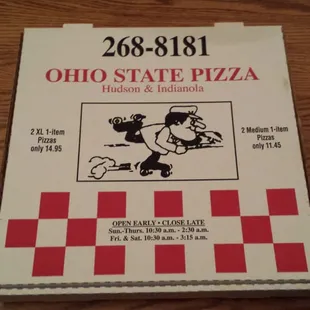 268-8181
OHIO STATE PIZZA
Hudson & Indianola
2 XL 1-item
Pizzas
only 14.95
2 Medium 1-item
Pizzas
only 11.45
OPEN EARLY • CLOSE LATE
Sun.-Thurs. 10:30 a.m. - 2:30 a.m.
Fri. & Sat. 10:30 a.m. - 3:15 a.m.